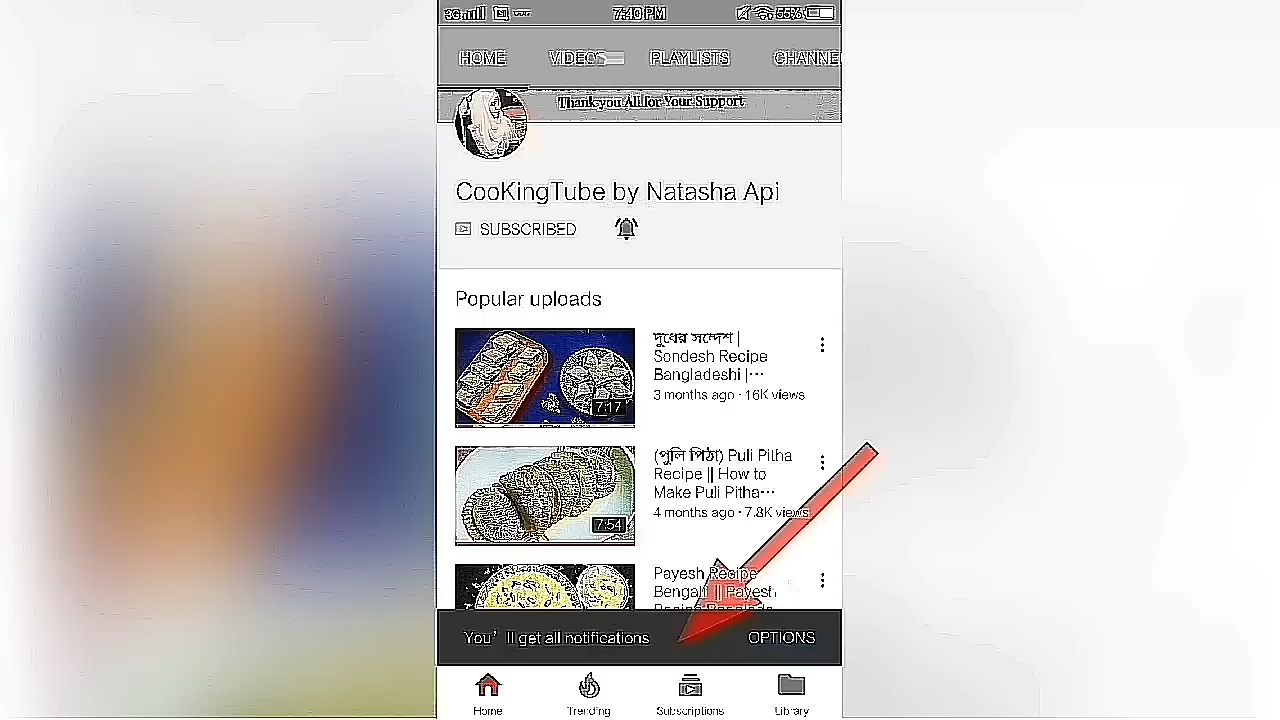 3G 7:40 PM 55%
HOME VIDEOS PLAYLISTS CHANNE
Thank you All for Your Support
CooKingTube by Natasha Api
SUBSCRIBED
Popular uploads
দুধের সন্দেশ |
Sondesh Recipe
Bangladeshi |...
3 months ago · 16K views
7:17
(পুলি পিঠা) Puli Pitha
Recipe || How to
Make Puli Pitha...
4 months ago · 7.8K views
7:54
Payesh Recipe
Bengali || Payesh
Recipe Banglade
You'll get all notifications OPTIONS
Home Trending Subscriptions Library